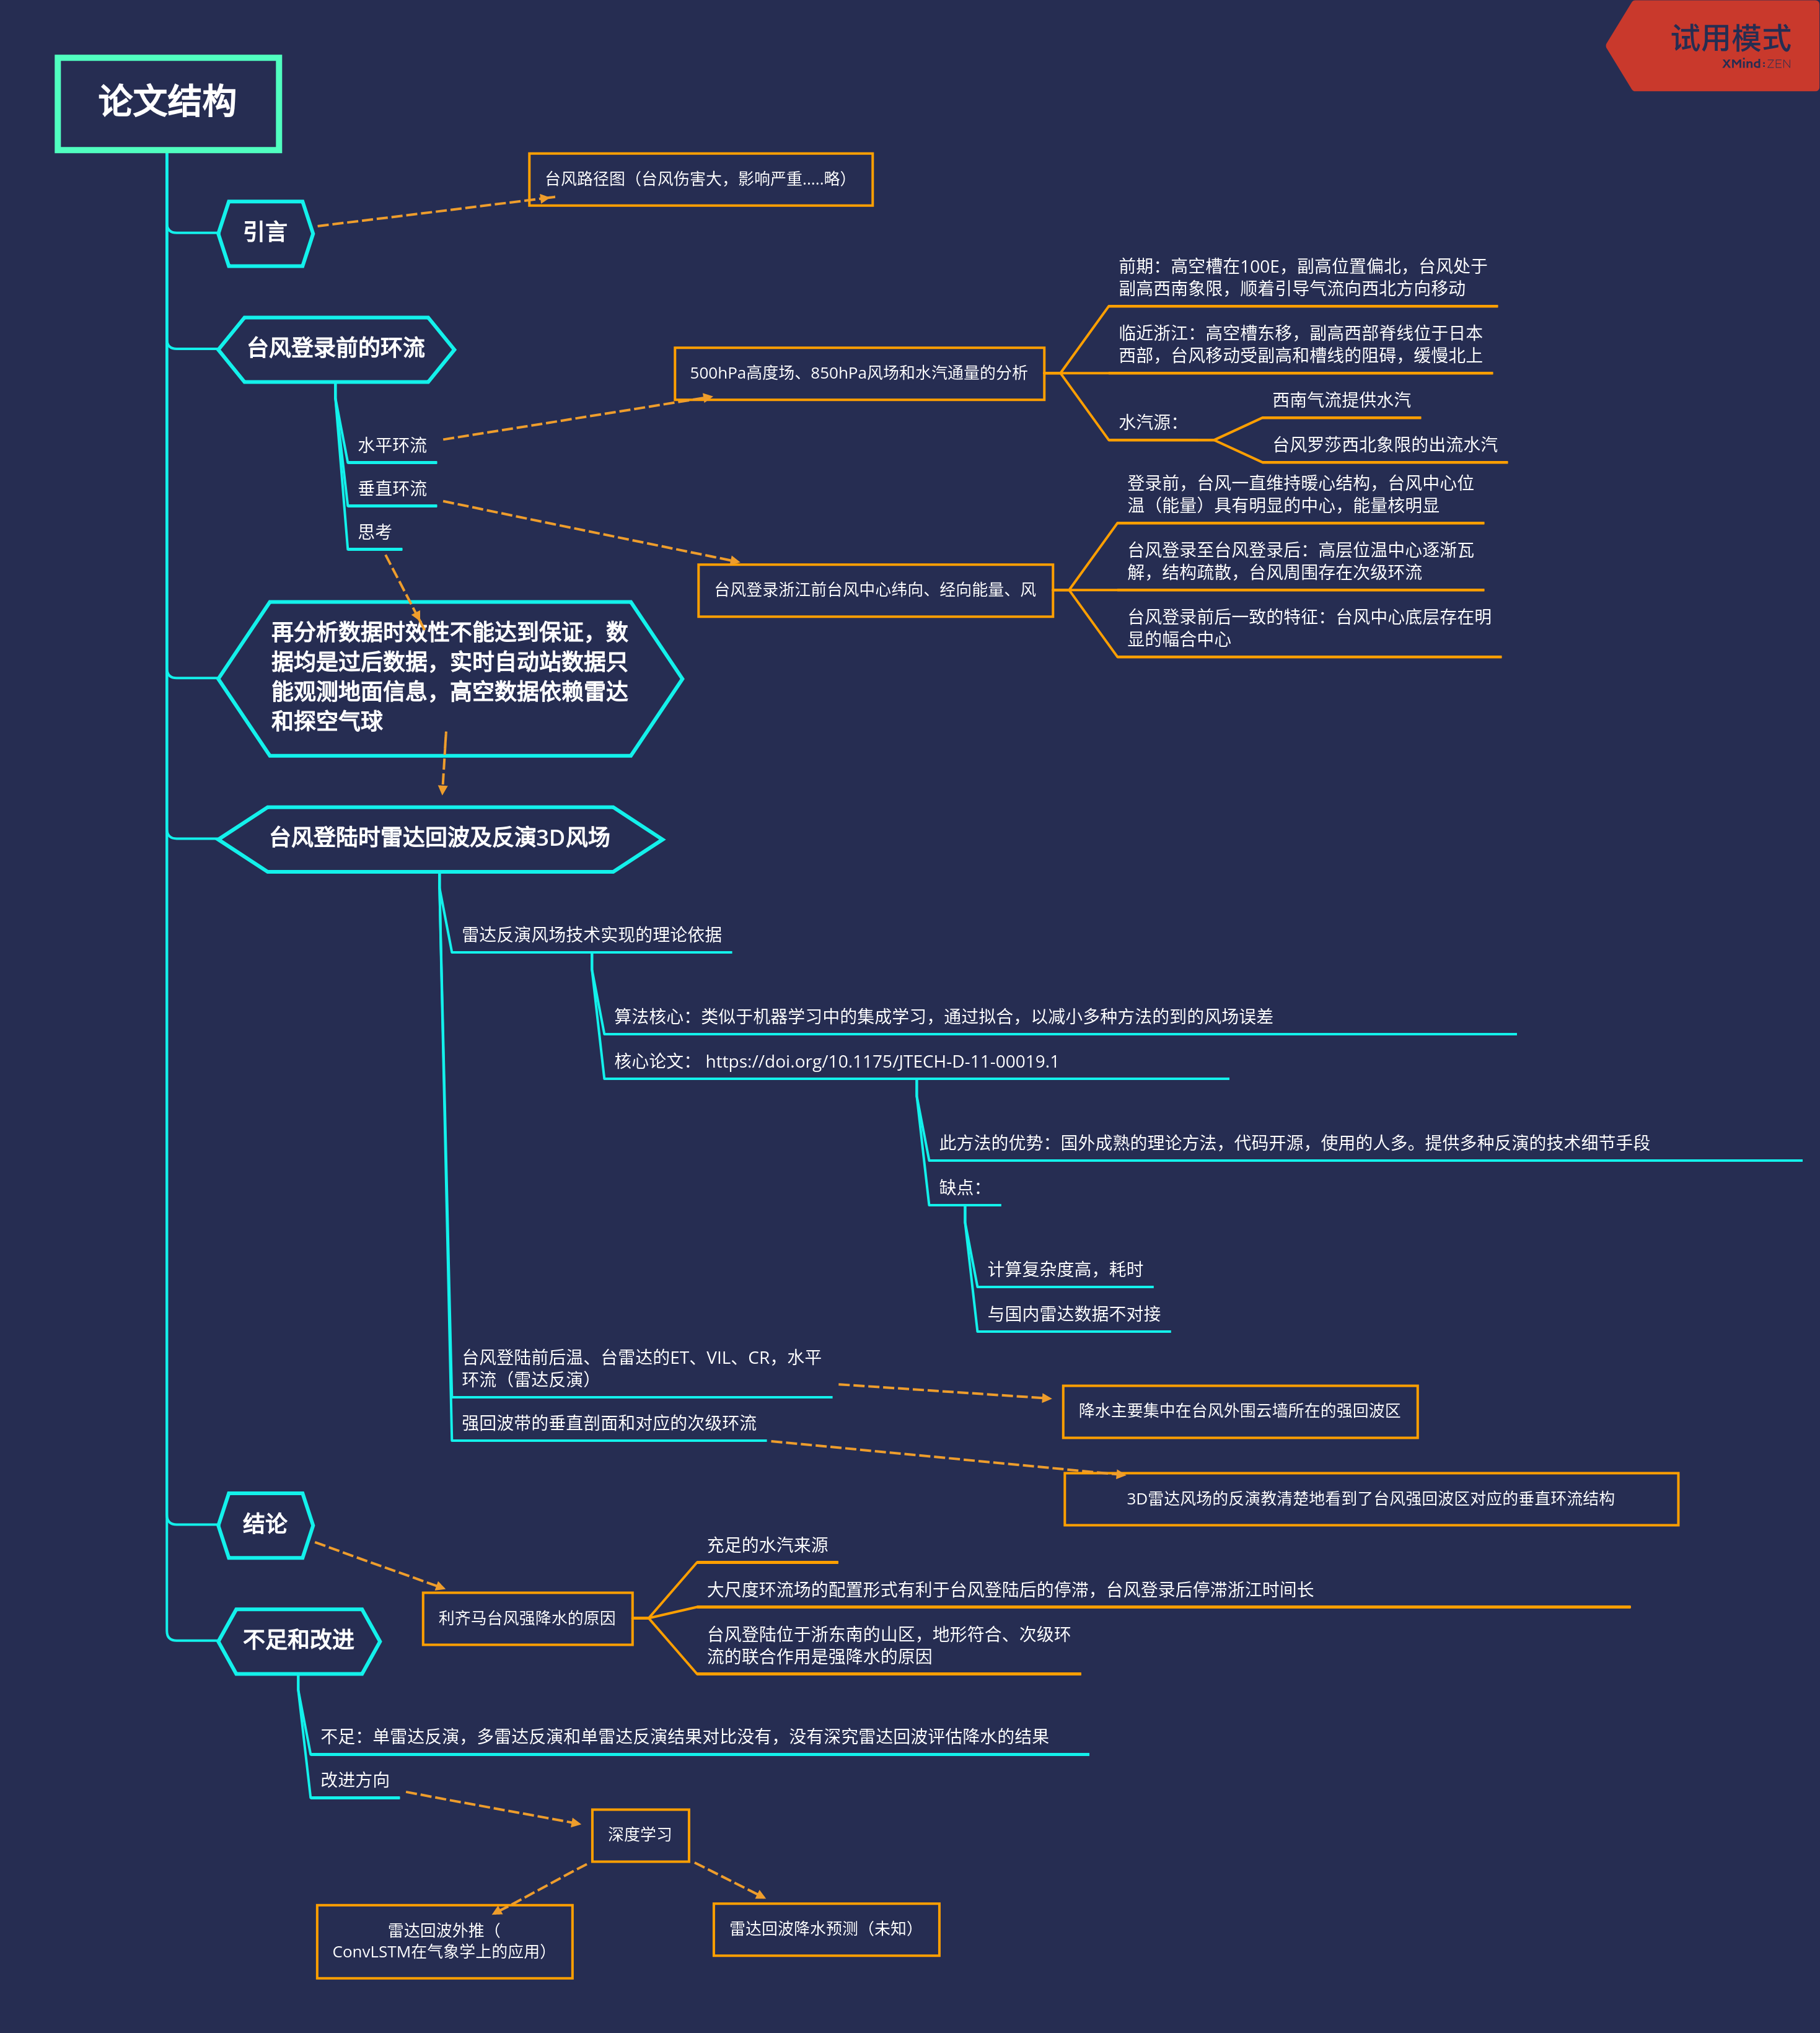 试用模式
XMind:ZEN
论文结构
引言
台风路径图（台风伤害大，影响严重.....略）
台风登录前的环流
水平环流
垂直环流
思考
500hPa高度场、850hPa风场和水汽通量的分析
前期：高空槽在100E，副高位置偏北，台风处于
副高西南象限，顺着引导气流向西北方向移动
临近浙江：高空槽东移，副高西部脊线位于日本
西部，台风移动受副高和槽线的阻碍，缓慢北上
水汽源：
西南气流提供水汽
台风罗莎西北象限的出流水汽
台风登录浙江前台风中心纬向、经向能量、风
登录前，台风一直维持暖心结构，台风中心位
温（能量）具有明显的中心，能量核明显
台风登录至台风登录后：高层位温中心逐渐瓦
解，结构疏散，台风周围存在次级环流
台风登录前后一致的特征：台风中心底层存在明
显的幅合中心
再分析数据时效性不能达到保证，数
据均是过后数据，实时自动站数据只
能观测地面信息，高空数据依赖雷达
和探空气球
台风登陆时雷达回波及反演3D风场
雷达反演风场技术实现的理论依据
算法核心：类似于机器学习中的集成学习，通过拟合，以减小多种方法的到的风场误差
核心论文： https://doi.org/10.1175/JTECH-D-11-00019.1
此方法的优势：国外成熟的理论方法，代码开源，使用的人多。提供多种反演的技术细节手段
缺点：
计算复杂度高，耗时
与国内雷达数据不对接
台风登陆前后温、台雷达的ET、VIL、CR，水平
环流（雷达反演）
降水主要集中在台风外围云墙所在的强回波区
强回波带的垂直剖面和对应的次级环流
3D雷达风场的反演教清楚地看到了台风强回波区对应的垂直环流结构
结论
利齐马台风强降水的原因
充足的水汽来源
大尺度环流场的配置形式有利于台风登陆后的停滞，台风登录后停滞浙江时间长
台风登陆位于浙东南的山区，地形符合、次级环
流的联合作用是强降水的原因
不足和改进
不足：单雷达反演，多雷达反演和单雷达反演结果对比没有，没有深究雷达回波评估降水的结果
改进方向
深度学习
雷达回波外推（
ConvLSTM在气象学上的应用）
雷达回波降水预测（未知）